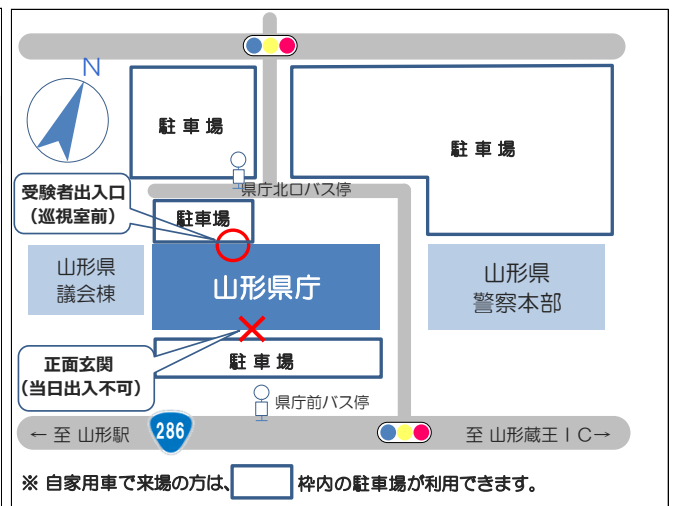 N
駐 車 場
駐 車 場
県庁北口バス停
受験者出入口
（巡視室前）
駐車場
山形県
議会棟
山形県庁
山形県
警察本部
正面玄関
（当日出入不可）
駐 車 場
県庁前バス停
← 至 山形駅
286
至 山形蔵王ＩＣ→
※ 自家用車で来場の方は、 枠内の駐車場が利用できます。